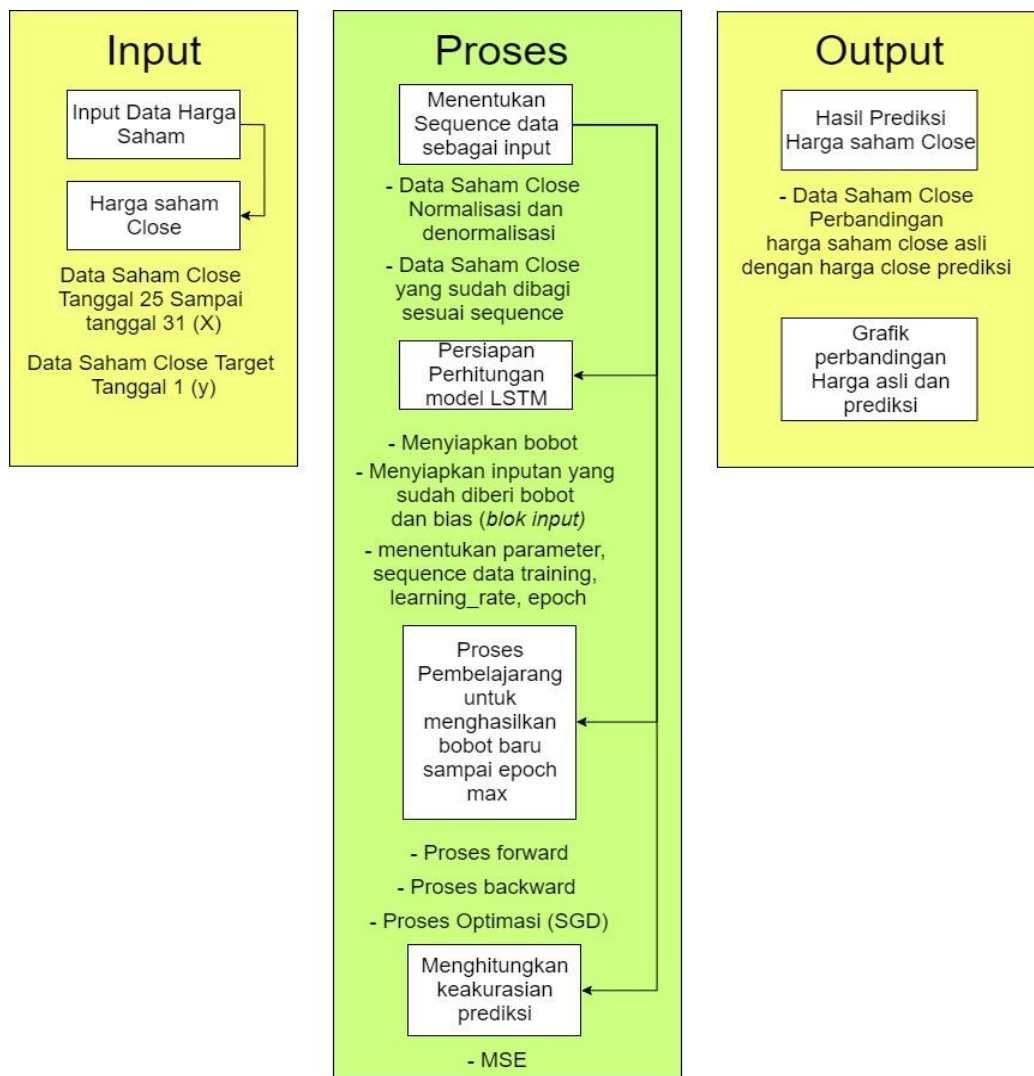 Input
Input Data Harga
Saham
Harga saham
Close
Data Saham Close
Tanggal 25 Sampai
tanggal 31 (X)
Data Saham Close Target
Tanggal 1 (y)
Proses
Menentukan
Sequence data
sebagai input
- Data Saham Close
Normalisasi dan
denormalisasi
- Data Saham Close
yang sudah dibagi
sesuai sequence
Persiapan
Perhitungan
model LSTM
- Menyiapkan bobot
- Menyiapkan inputan yang
sudah diberi bobot
dan bias (blok input)
- menentukan parameter,
sequence data training,
learning_rate, epoch
Proses
Pembelajarang
untuk
menghasilkan
bobot baru
sampai epoch
max
- Proses forward
- Proses backward
- Proses Optimasi (SGD)
Menghitungkan
keakurasian
prediksi
- MSE
Output
Hasil Prediksi
Harga saham Close
- Data Saham Close
Perbandingan
harga saham close asli
dengan harga close prediksi
Grafik
perbandingan
Harga asli dan
prediksi